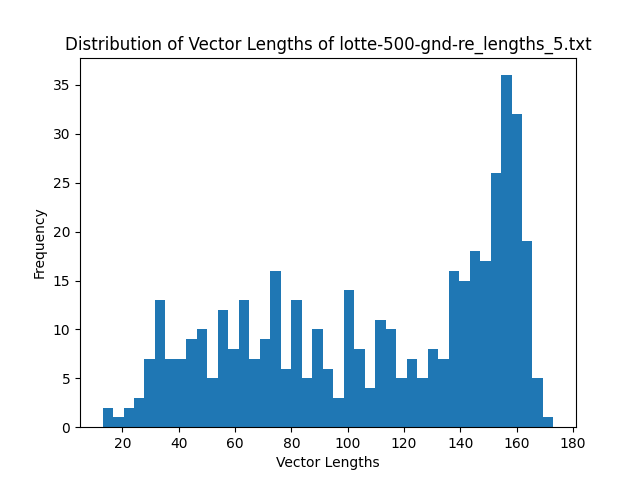 Distribution of Vector Lengths of lotte-500-gnd-re_lengths_5.txt
35
30
25
20
15
10
5
0
Frequency
20 40 60 80 100 120 140 160 180
Vector Lengths